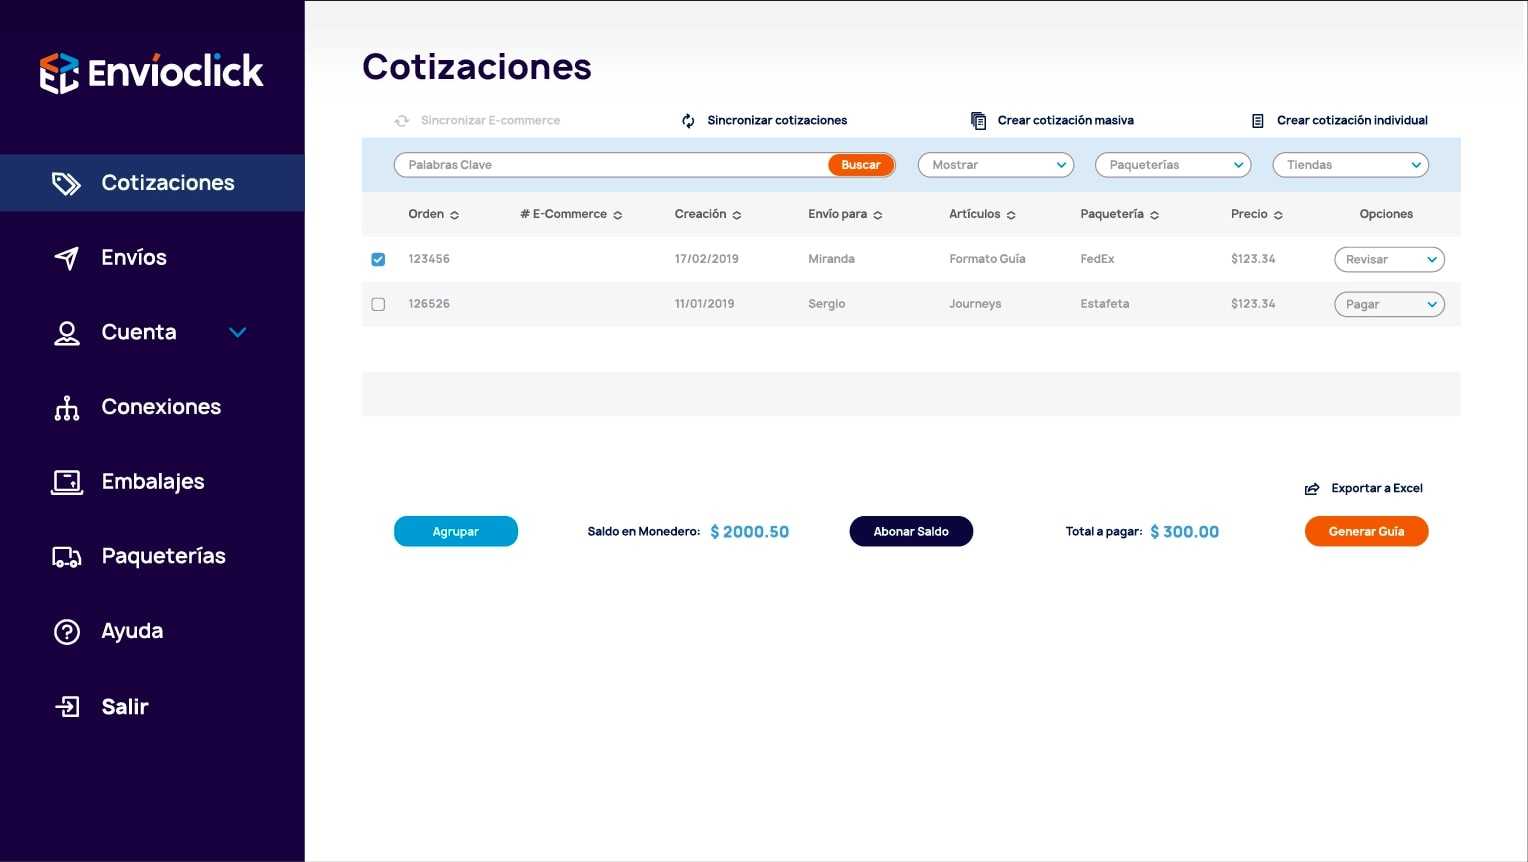 Envíoclick
Cotizaciones
Envíos
Cuenta
Conexiones
Embalajes
Paqueterías
Ayuda
Salir
Cotizaciones
Sincronizar E-commerce Sincronizar cotizaciones Crear cotización masiva Crear cotización individual
Palabras Clave Buscar Mostrar Paqueterías Tiendas
Orden # E-Commerce Creación Envío para Artículos Paquetería Precio Opciones
123456 17/02/2019 Miranda Formato Guía FedEx $123.34 Revisar
126526 11/01/2019 Sergio Journeys Estafeta $123.34 Pagar
Exportar a Excel
Agrupar Saldo en Monedero: $ 2000.50 Abonar Saldo Total a pagar: $ 300.00 Generar Guía